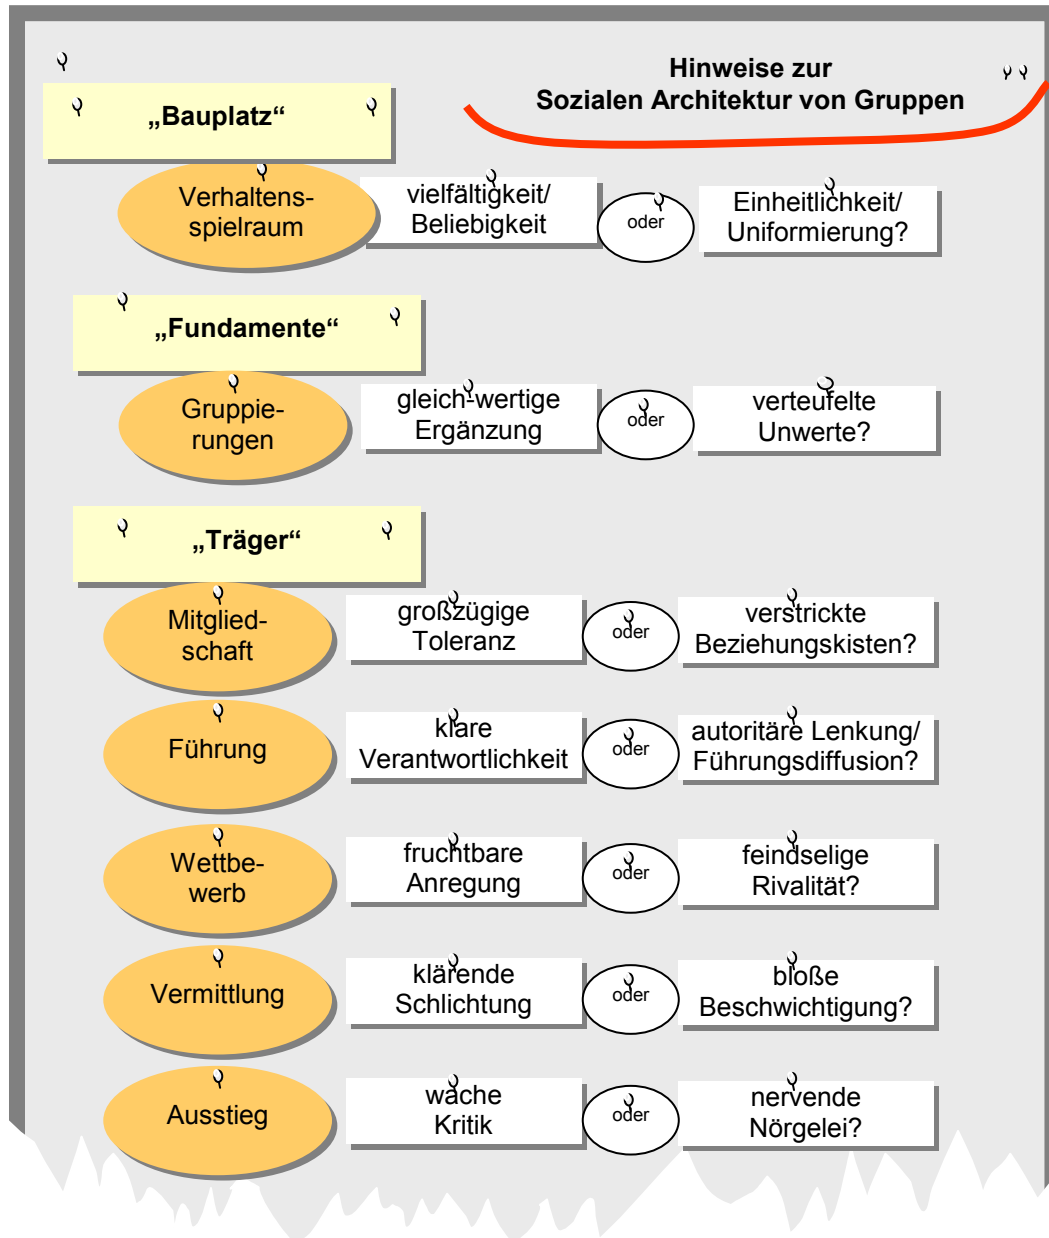 Hinweise zur
Sozialen Architektur von Gruppen
„Bauplatz“
Verhaltens-
spielraum
vielfältigkeit/
Beliebigkeit
oder
Einheitlichkeit/
Uniformierung?
„Fundamente“
Gruppie-
rungen
gleich-wertige
Ergänzung
oder
verteufelte
Unwerte?
„Träger“
Mitglied-
schaft
großzügige
Toleranz
oder
verstrickte
Beziehungskisten?
Führung
klare
Verantwortlichkeit
oder
autoritäre Lenkung/
Führungsdiffusion?
Wettbe-
werb
fruchtbare
Anregung
oder
feindselige
Rivalität?
Vermittlung
klärende
Schlichtung
oder
bloße
Beschwichtigung?
Ausstieg
wache
Kritik
oder
nervende
Nörgelei?